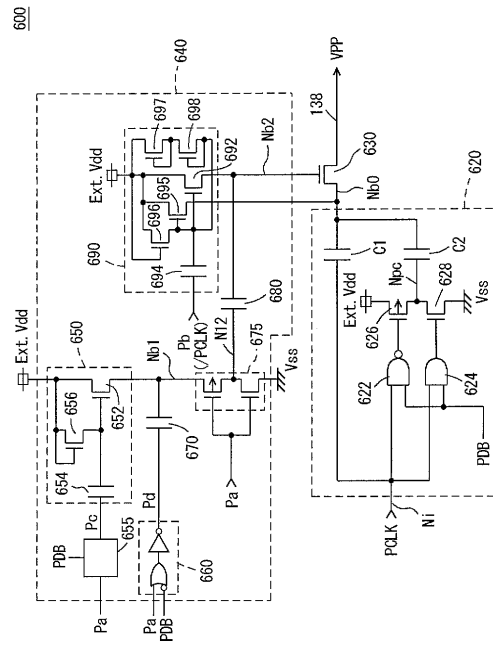 600
640
Ext. Vdd
690
696
695
697
698
692
694
Pb
(/PCLK)
Nb2
VPP
138
630
Nb0
Ext. Vdd
650
656
652
654
Pc
655
PDB
Pa
Nb1
N12
680
675
670
Vss
Pd
Pa
Pa
PDB
660
620
C1
C2
Npc
Ext. Vdd
626
628
Vss
622
624
PCLK
Ni
PDB